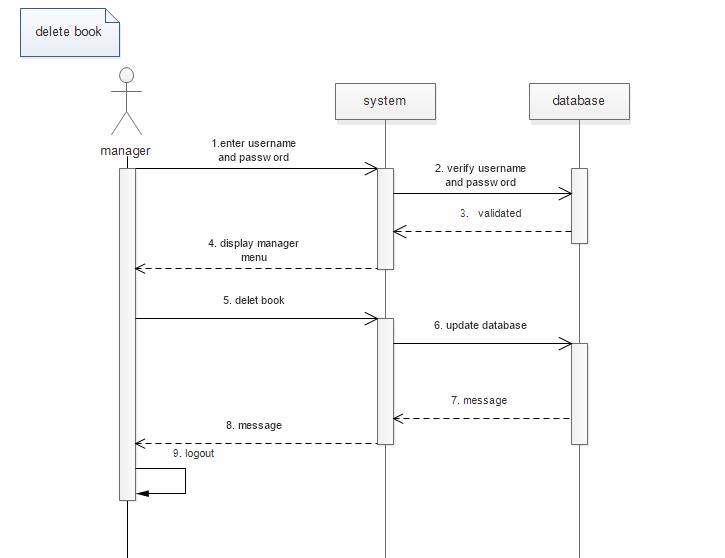 delete book
system
database
manager
1.enter username
and passw ord
2. verify username
and passw ord
3. validated
4. display manager
menu
5. delet book
6. update database
7. message
8. message
9. logout